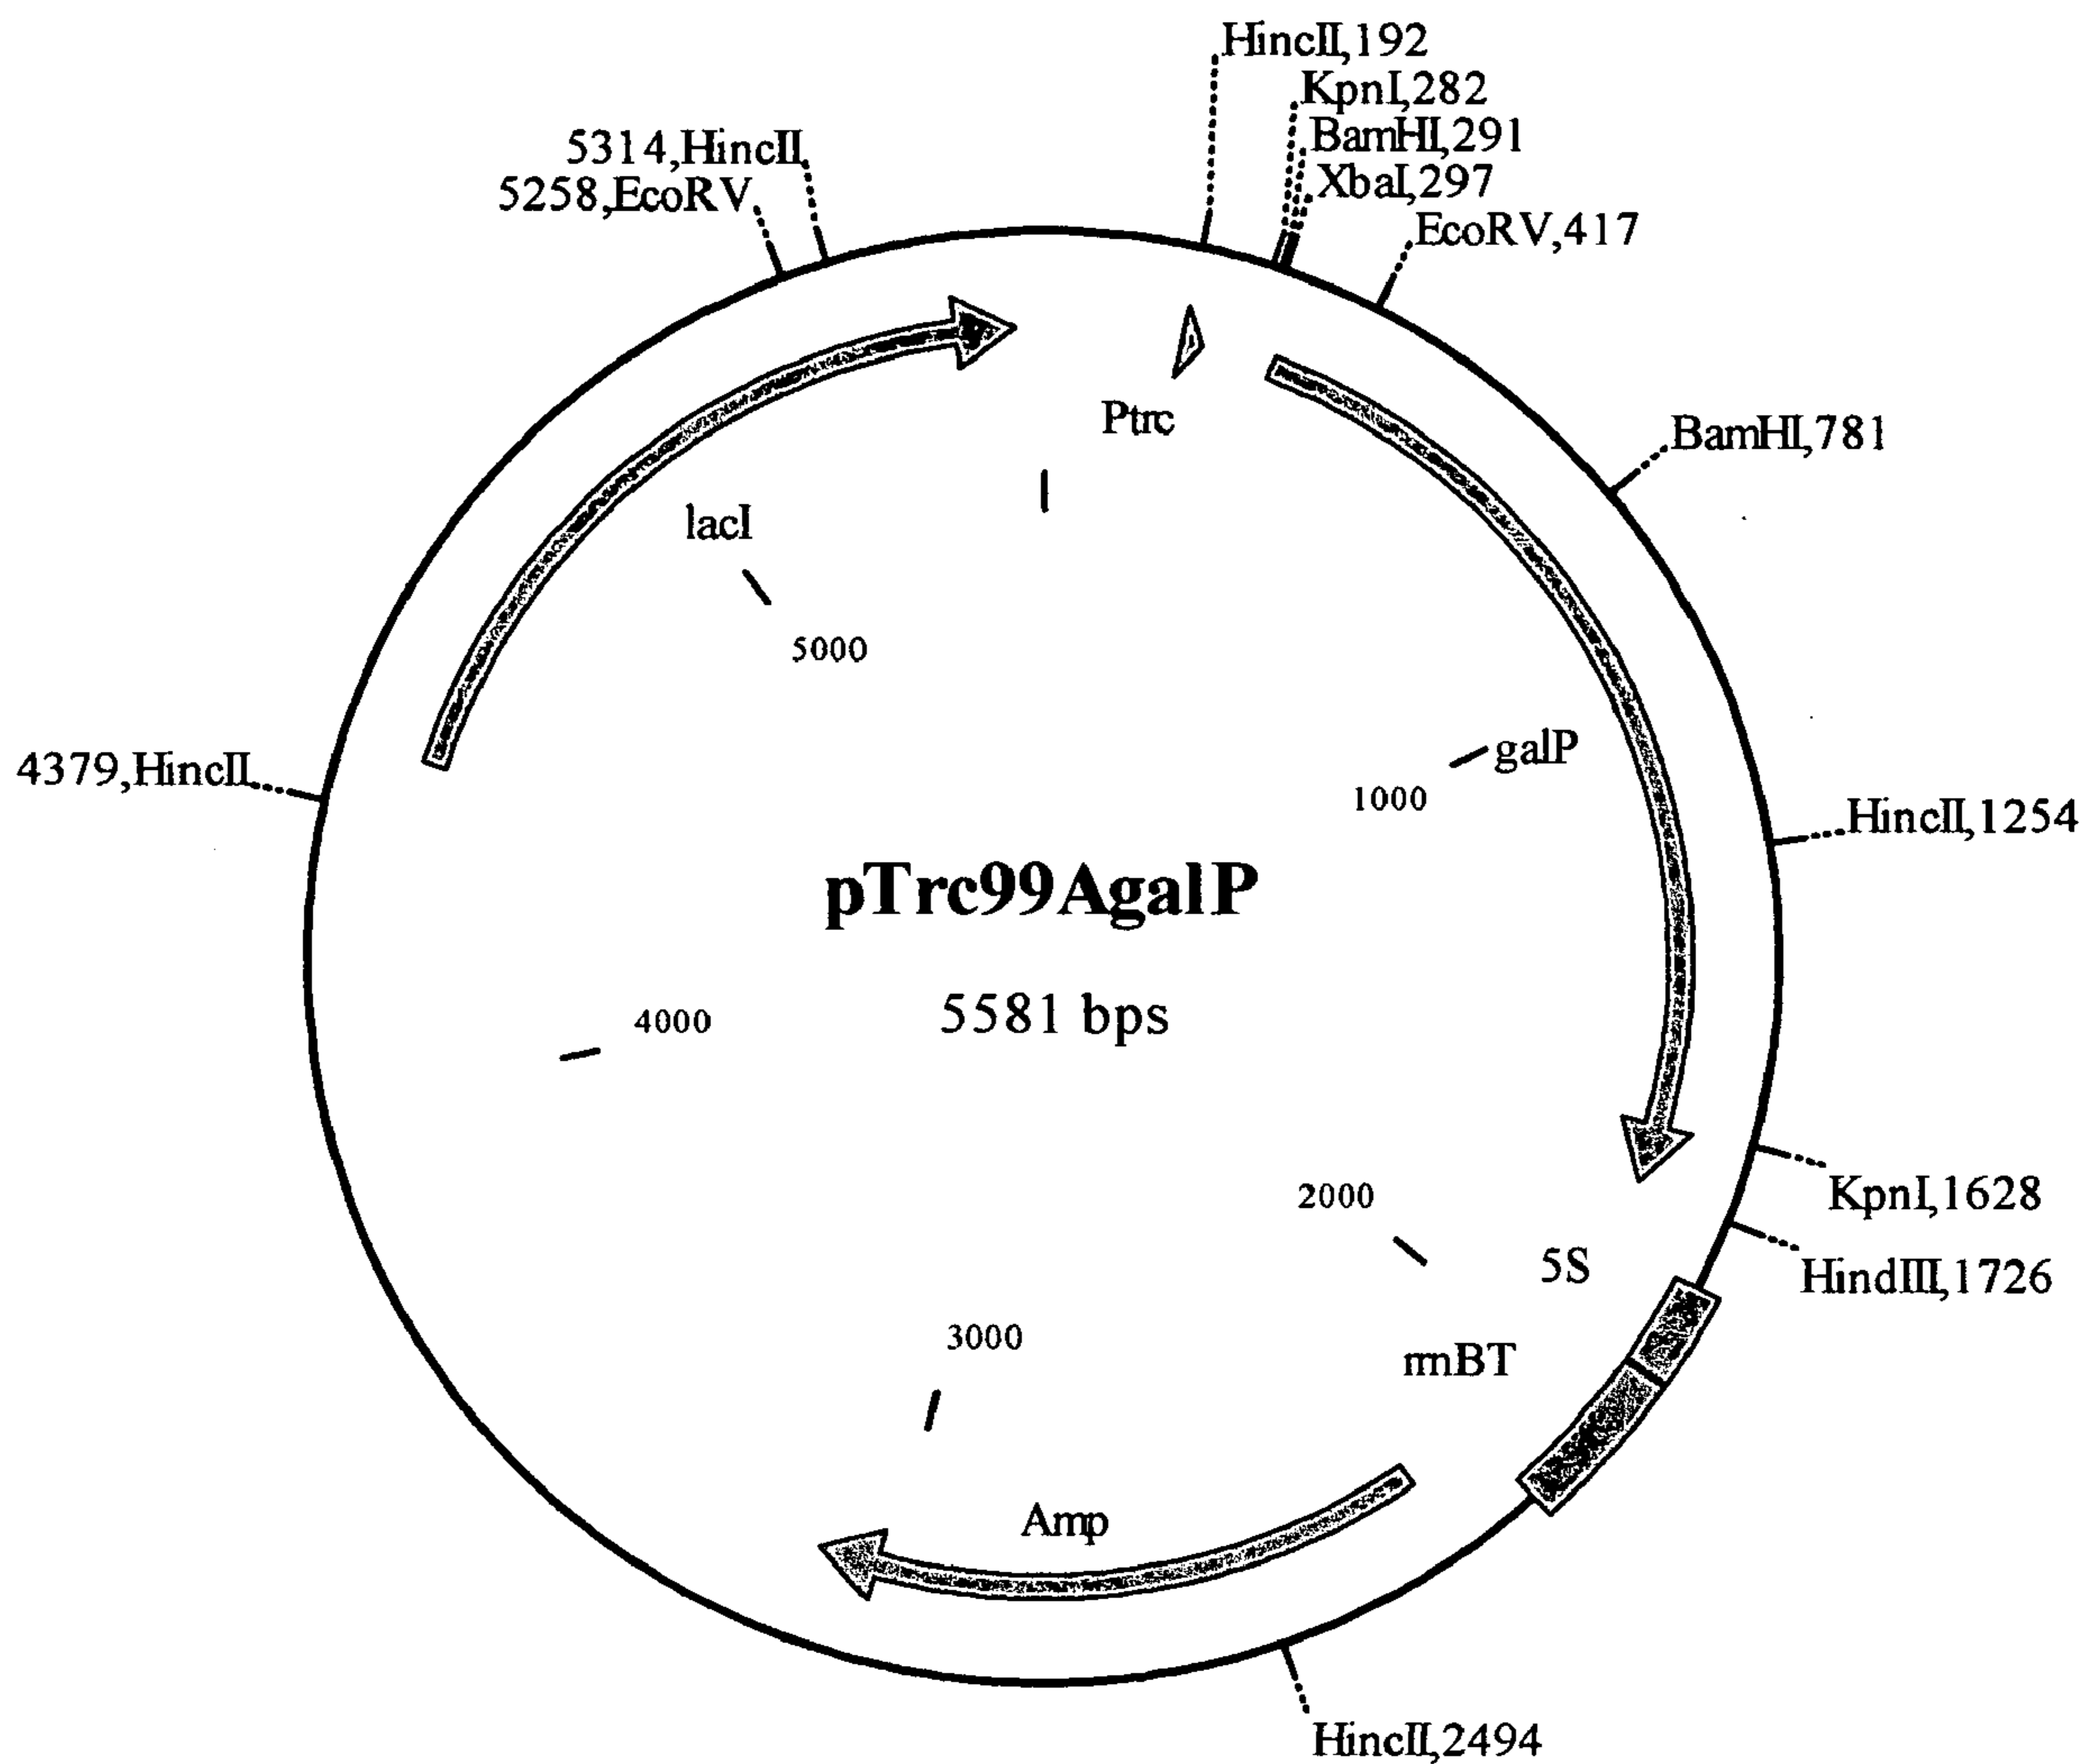 HincII,192
KpnI,282
BamHI,291
XbaI,297
EcoRV,417
5314,HincII
5258,EcoRV
Ptrc
BamHI,781
lacI
5000
galP
1000
4379,HincII
HincII,1254
pTrc99AgalP
5581 bps
4000
2000
KpnI,1628
5S
HindIII,1726
3000
rrnBT
Amp
HincII,2494